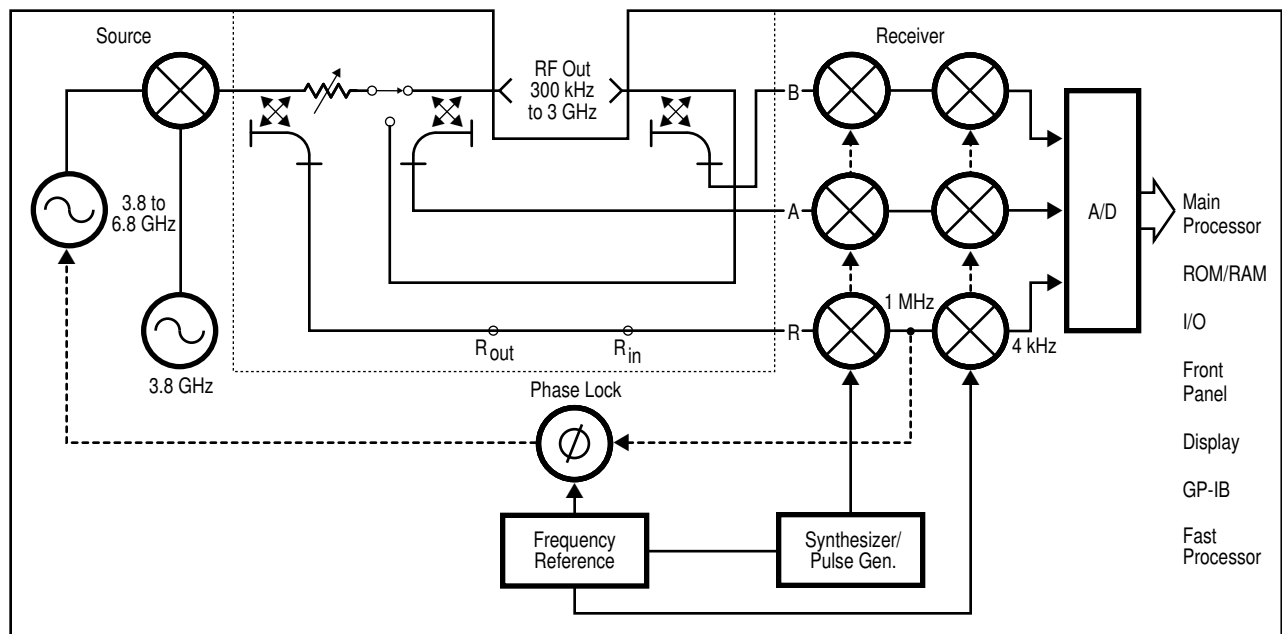 Source
RF Out
300 kHz
to 3 GHz
Receiver
B
3.8 to
6.8 GHz
A
A/D
Main
Processor
ROM/RAM
1 MHz
R
R out
R in
4 kHz
I/O
3.8 GHz
Phase Lock
Front
Panel
Display
GP-IB
Frequency
Reference
Synthesizer/
Pulse Gen.
Fast
Processor